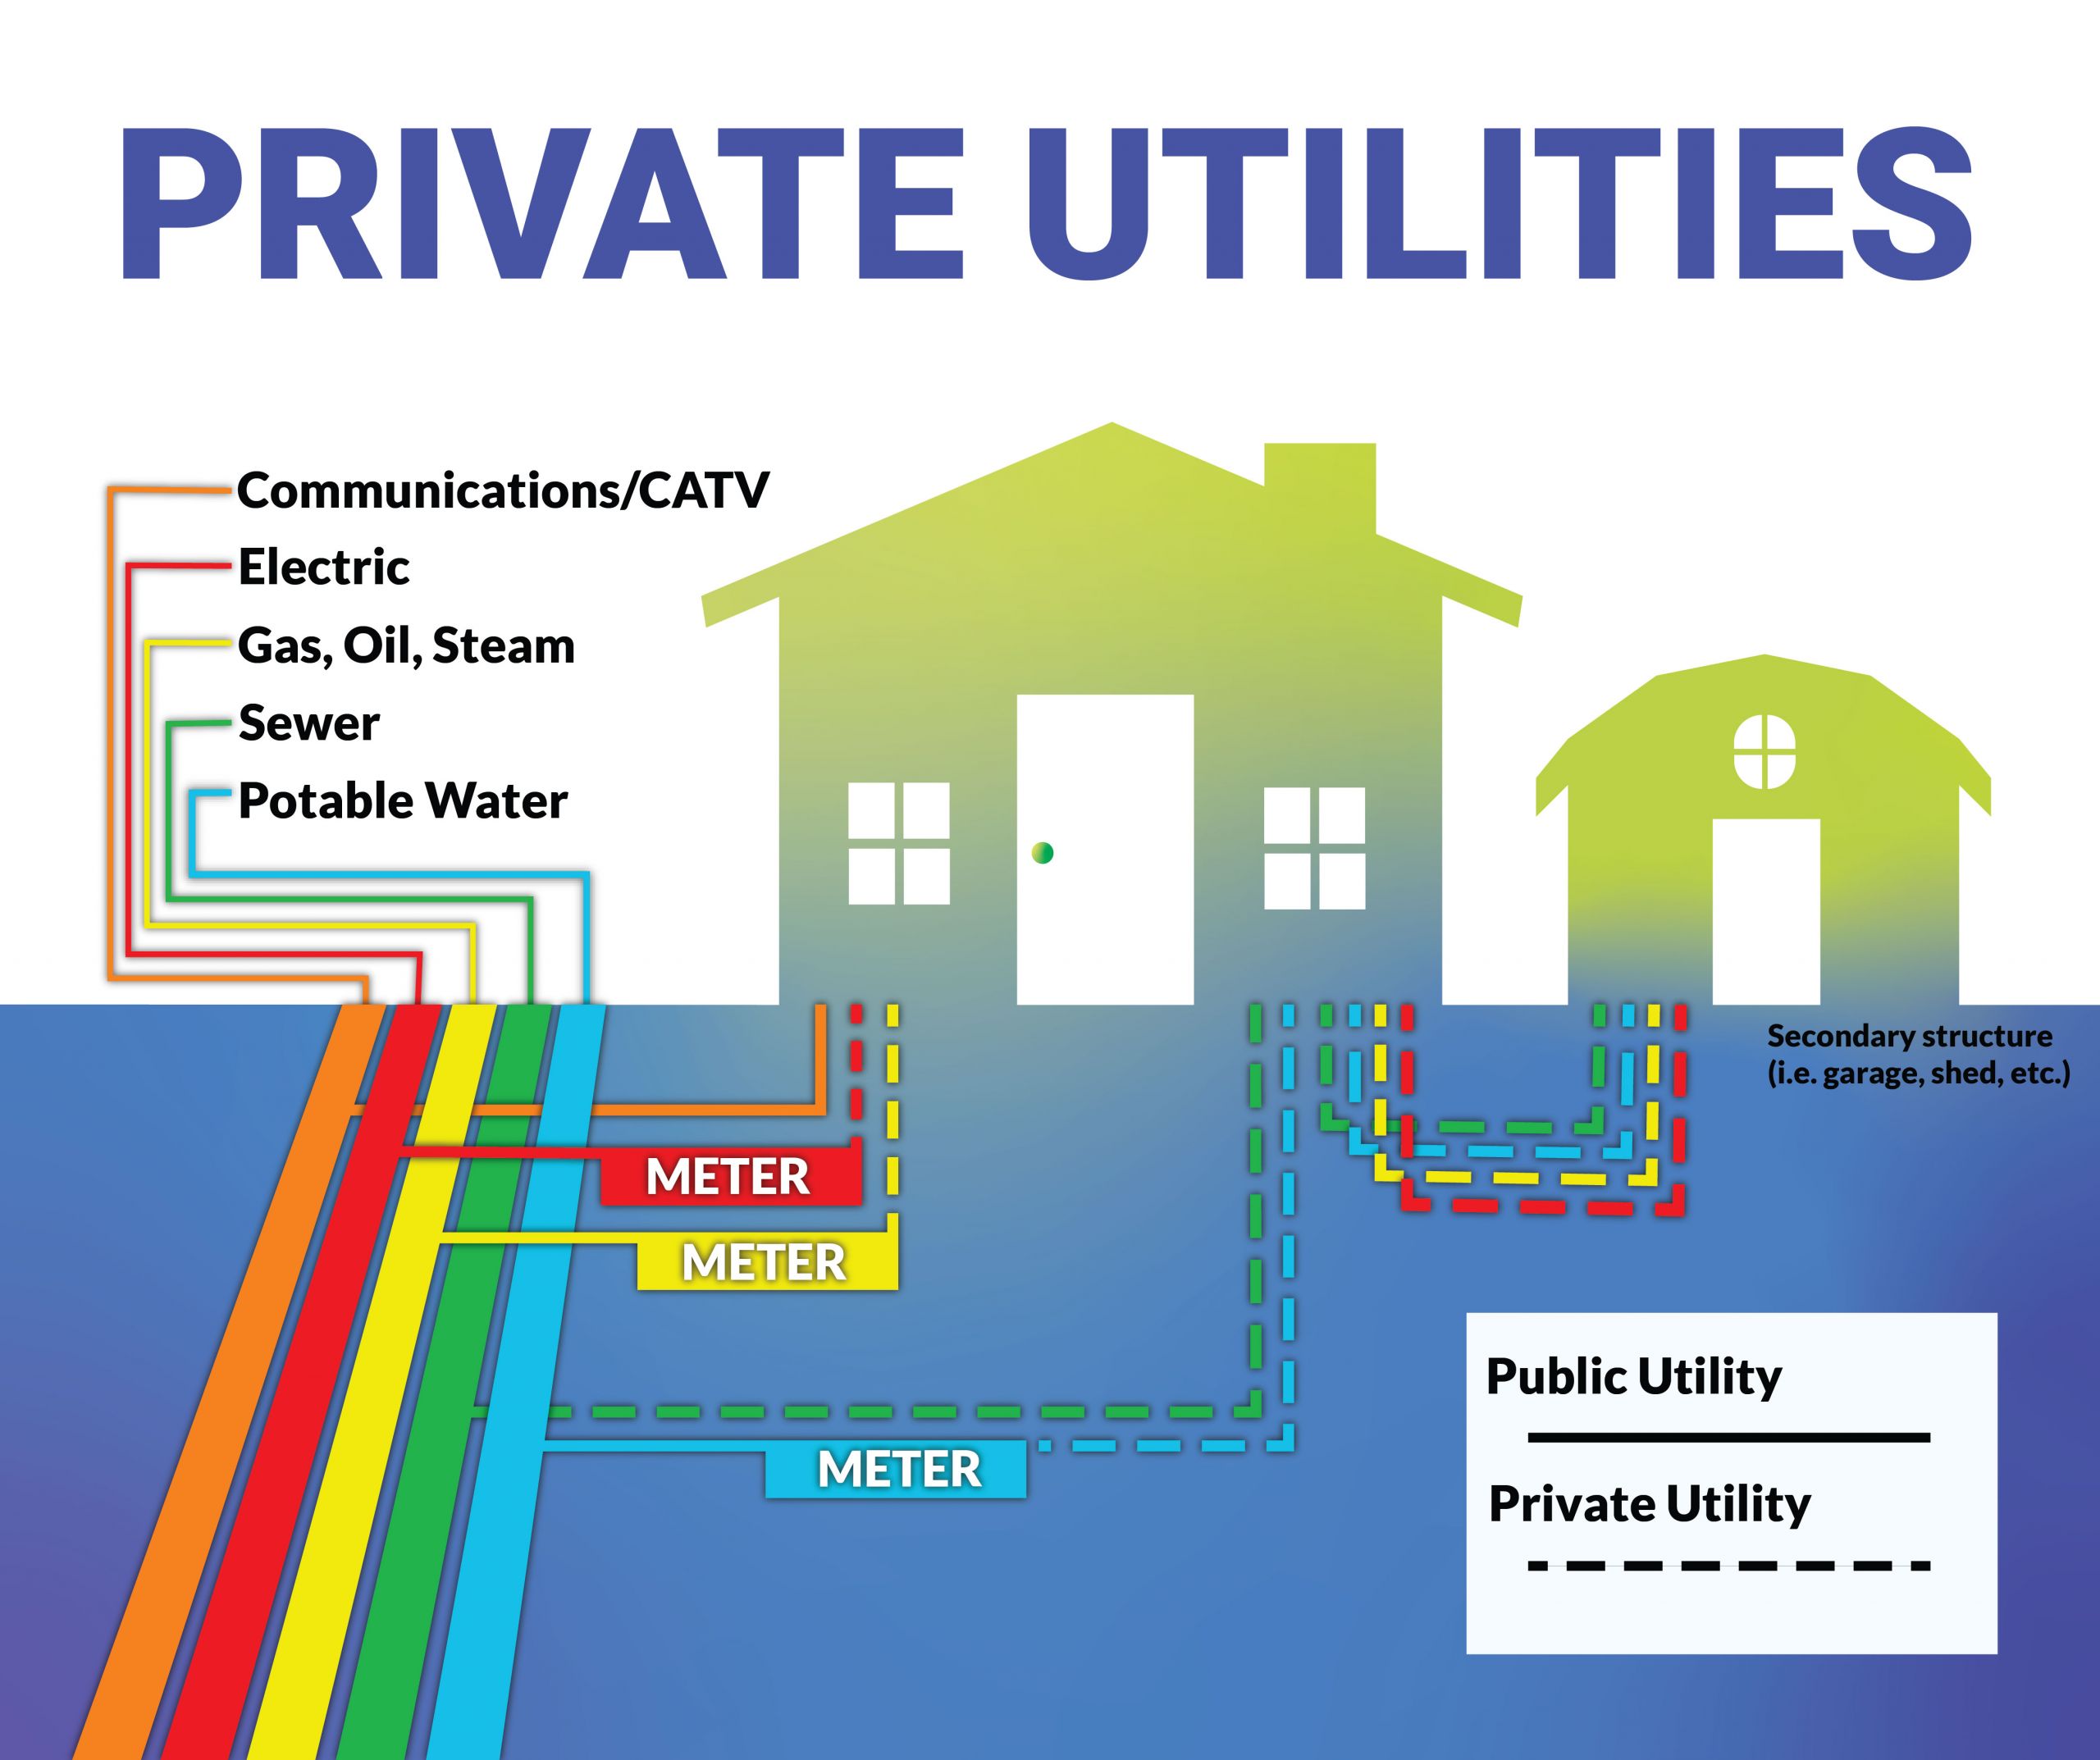 PRIVATE UTILITIES
Communications/CATV
Electric
Gas, Oil, Steam
Sewer
Potable Water
Secondary structure
(i.e. garage, shed, etc.)
METER
METER
METER
Public Utility
Private Utility